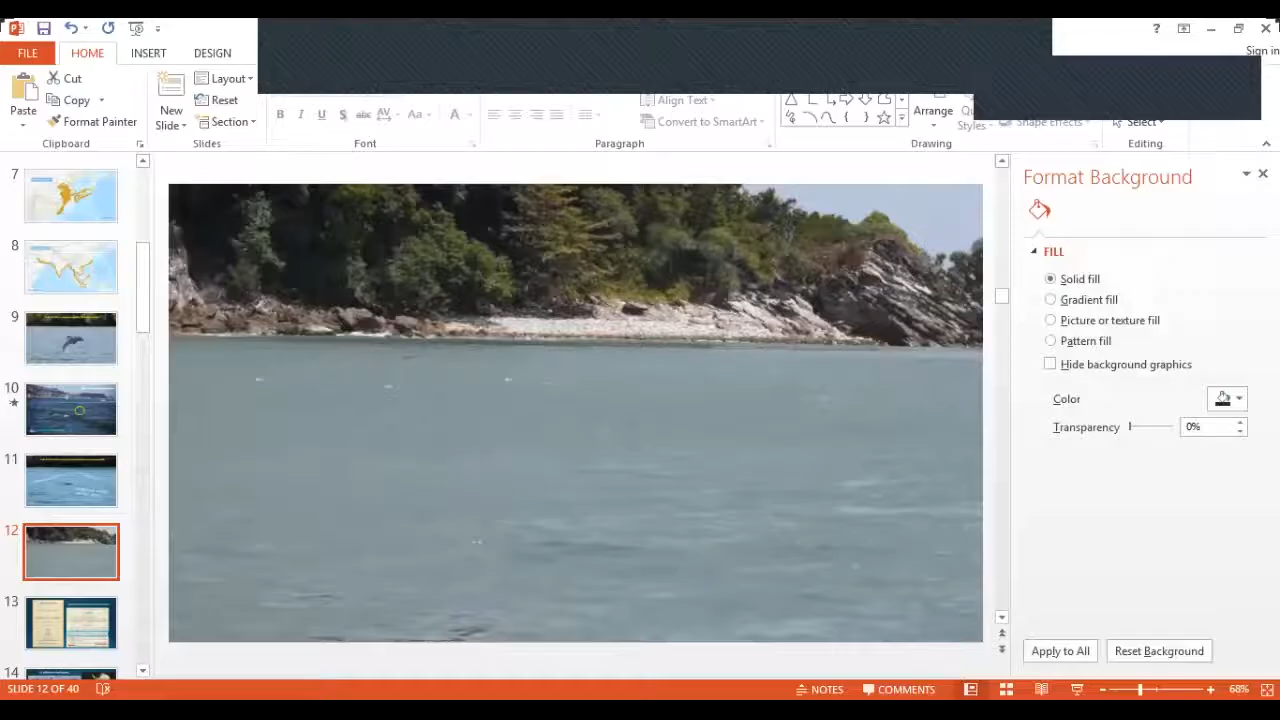 ?
Sign in
FILE HOME INSERT DESIGN
Cut
Copy
Format Painter
Paste
Clipboard
New
Slide
Layout
Reset
Section
Slides
B I U S abc AV Aa A
Font
Align Text
Convert to SmartArt
Paragraph
Arrange
Styles
Shape Effects
Drawing
Select
Editing
7
8
9
10
11
12
13
14
Format Background
FILL
Solid fill
Gradient fill
Picture or texture fill
Pattern fill
Hide background graphics
Color
Transparency 0%
Apply to All Reset Background
SLIDE 12 OF 40 NOTES COMMENTS 68%